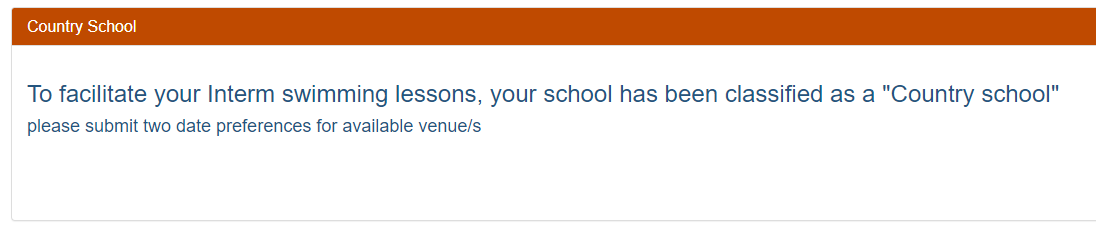 Country School
To facilitate your Interm swimming lessons, your school has been classified as a "Country school"
please submit two date preferences for available venue/s